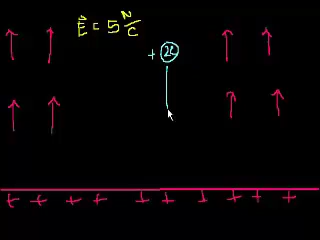 E⃗ = 5 N/C
+ 2C
+ + + + + + + + + +